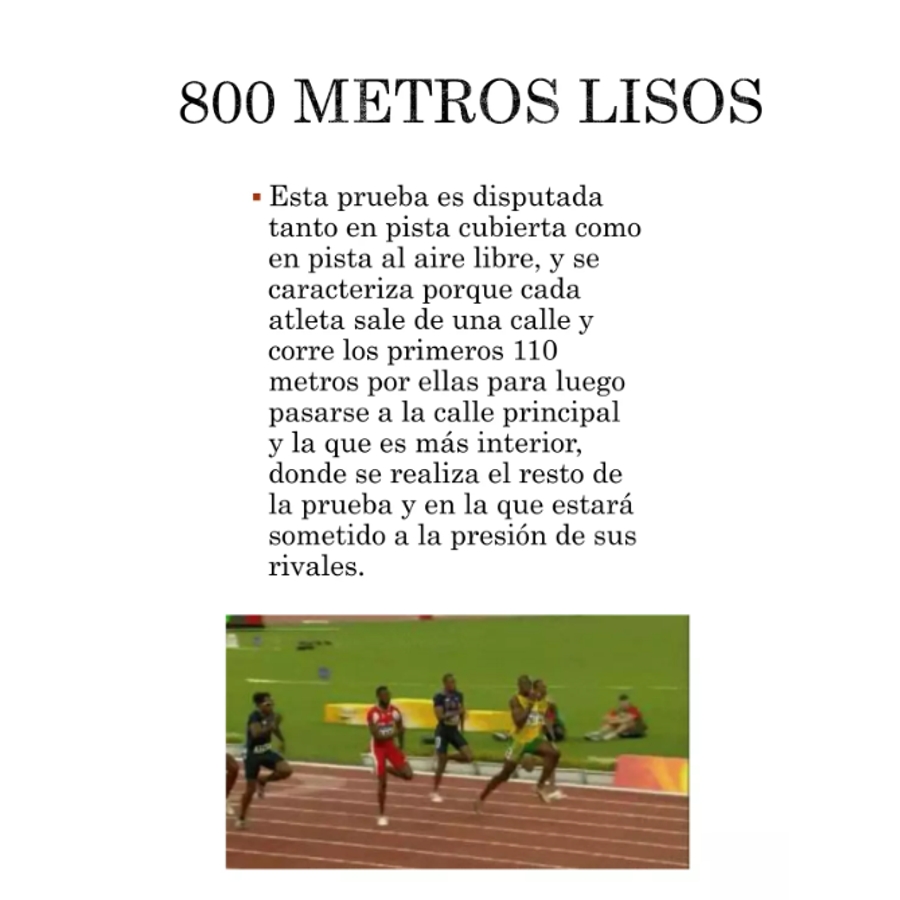 800 METROS LISOS
▪ Esta prueba es disputada
tanto en pista cubierta como
en pista al aire libre, y se
caracteriza porque cada
atleta sale de una calle y
corre los primeros 110
metros por ellas para luego
pasarse a la calle principal
y la que es más interior,
donde se realiza el resto de
la prueba y en la que estará
sometido a la presión de sus
rivales.